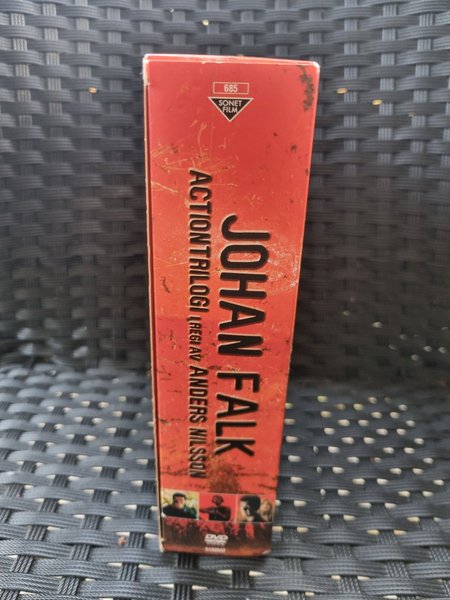 685
SONET
FILM
JOHAN FALK
ACTIONTRILOGI [REGI AV ANDERS NILSSON
DVD